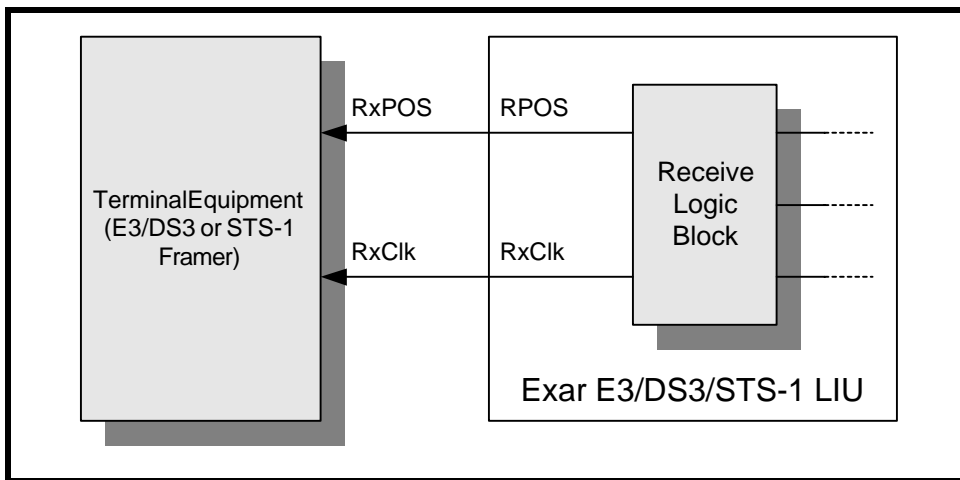 TerminalEquipment
(E3/DS3 or STS-1
Framer)
RxPOS
RPOS
RxClk
RxClk
Receive
Logic
Block
Exar E3/DS3/STS-1 LIU